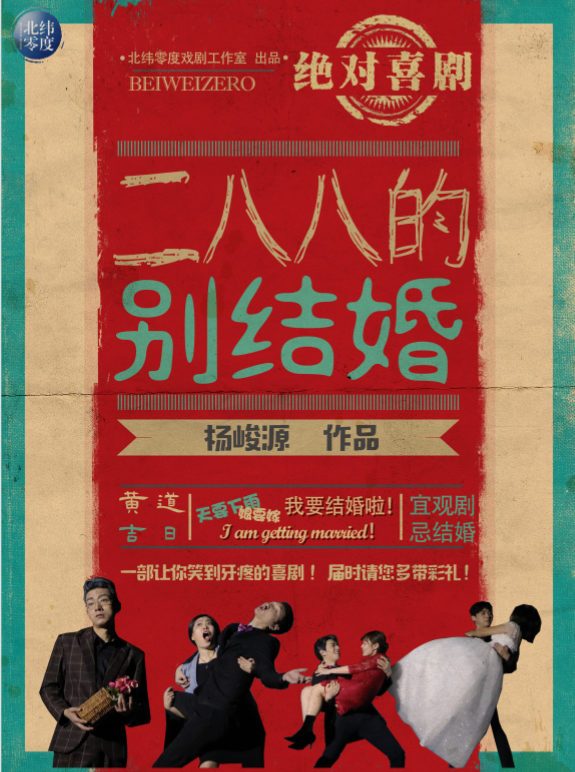 北纬
零度
•北纬零度戏剧工作室 出品•
BEIWEIZERO
绝对喜剧
二八八的
别结婚
杨峻源 作品
黄道
吉日
天要下雨
娘要嫁
我要结婚啦！
I am getting married!
宜观剧
忌结婚
一部让你笑到牙疼的喜剧！ 届时请您多带彩礼！